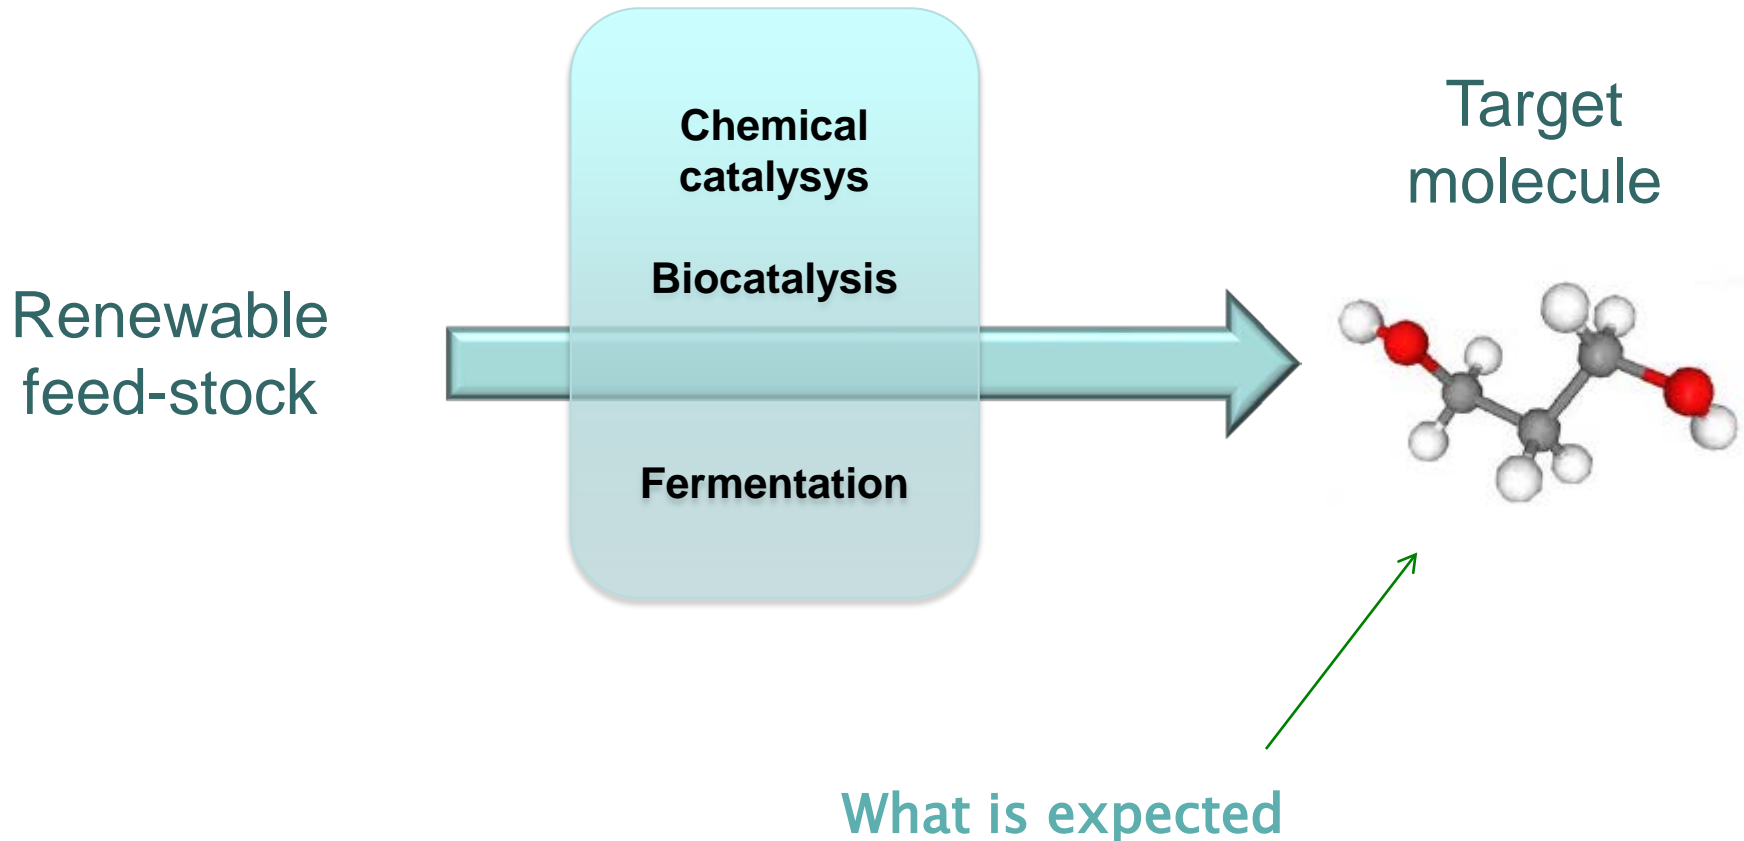 Renewable
feed-stock
Chemical
catalysys
Biocatalysis
Fermentation
Target
molecule
What is expected